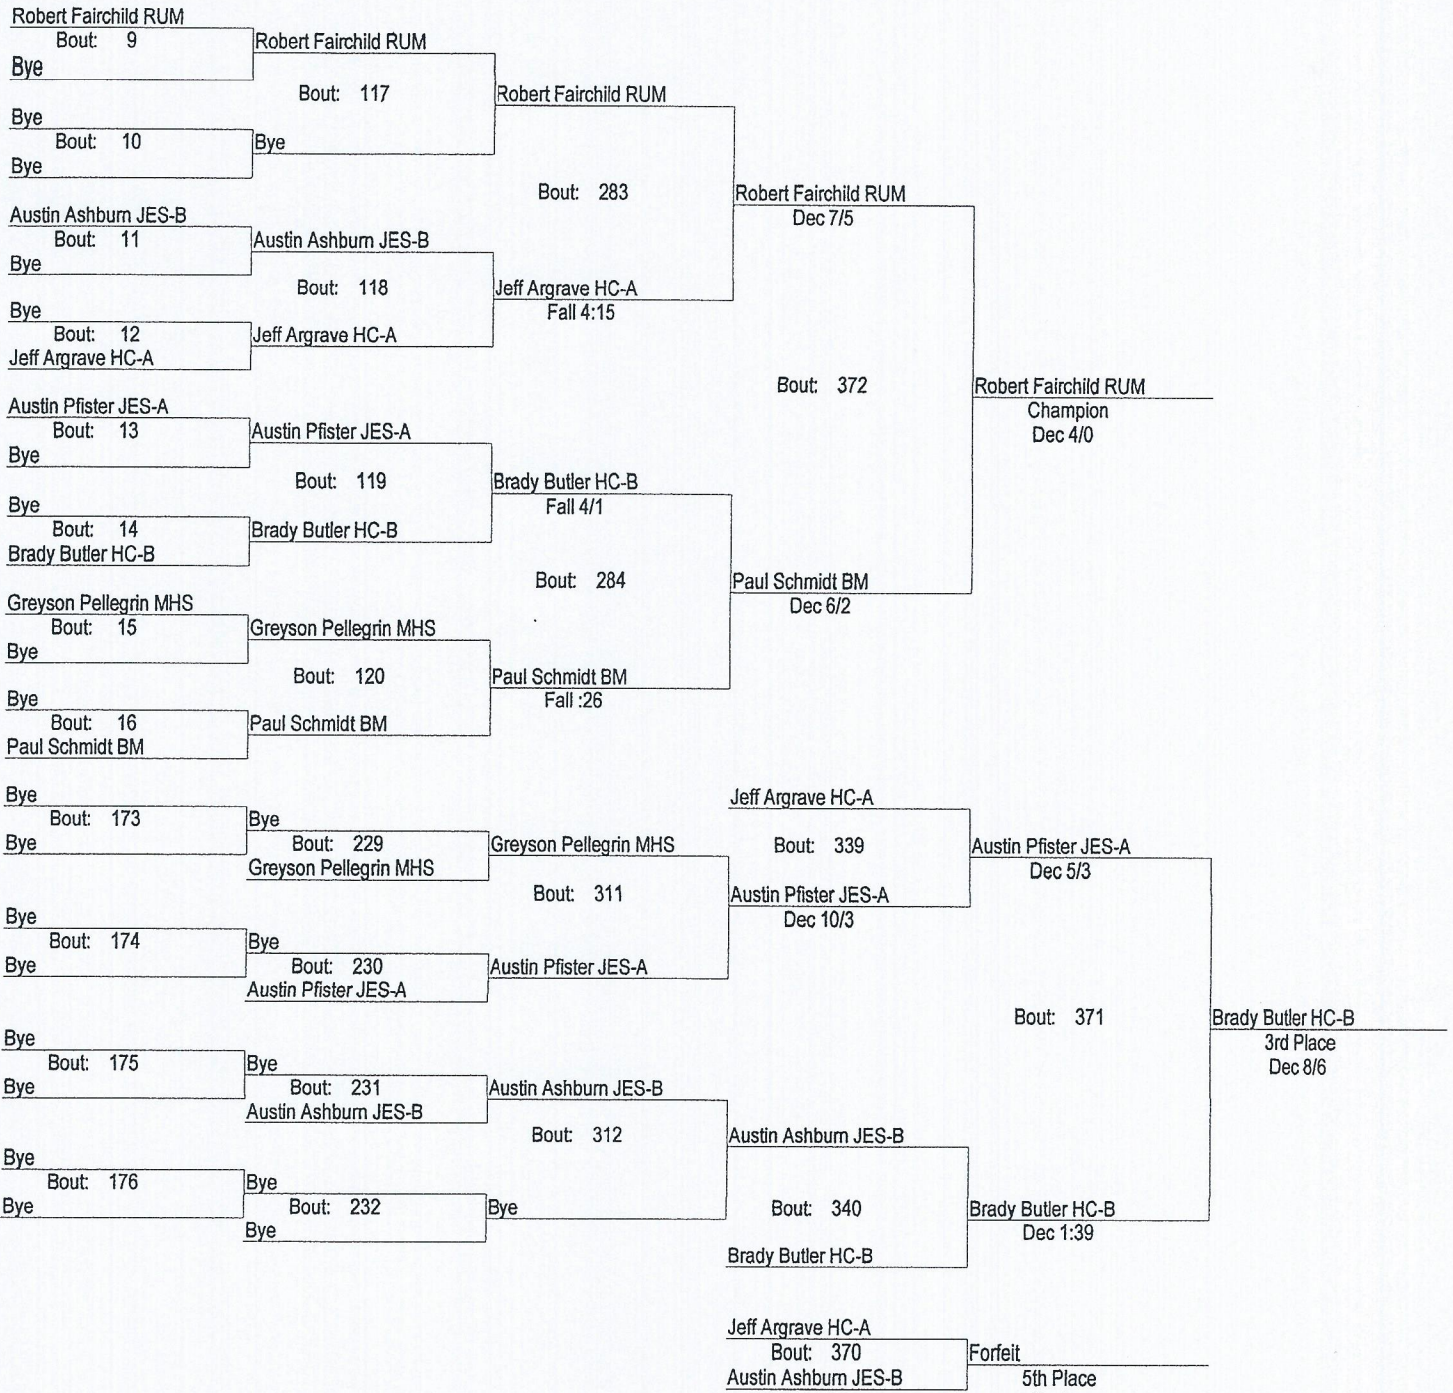 Robert Fairchild RUM
Bout: 9
Bye
Robert Fairchild RUM
Bout: 117
Bye
Bout: 10
Bye
Bye
Robert Fairchild RUM
Bout: 283
Austin Ashburn JES-B
Bout: 11
Bye
Austin Ashburn JES-B
Bout: 118
Bye
Bout: 12
Jeff Argrave HC-A
Jeff Argrave HC-A
Jeff Argrave HC-A
Fall 4:15
Robert Fairchild RUM
Dec 7/5
Bout: 372
Austin Pfister JES-A
Bout: 13
Bye
Austin Pfister JES-A
Bout: 119
Bye
Bout: 14
Brady Butler HC-B
Brady Butler HC-B
Brady Butler HC-B
Fall 4/1
Bout: 284
Greyson Pellegrin MHS
Bout: 15
Bye
Greyson Pellegrin MHS
Bout: 120
Bye
Bout: 16
Paul Schmidt BM
Paul Schmidt BM
Paul Schmidt BM
Fall :26
Paul Schmidt BM
Dec 6/2
Robert Fairchild RUM
Champion
Dec 4/0
Bye
Bout: 173
Bye
Bye
Bout: 229
Greyson Pellegrin MHS
Greyson Pellegrin MHS
Bout: 311
Bye
Bout: 174
Bye
Bye
Bout: 230
Austin Pfister JES-A
Austin Pfister JES-A
Jeff Argrave HC-A
Bout: 339
Austin Pfister JES-A
Dec 10/3
Austin Pfister JES-A
Dec 5/3
Bout: 371
Bye
Bout: 175
Bye
Bye
Bout: 231
Austin Ashburn JES-B
Austin Ashburn JES-B
Bout: 312
Bye
Bout: 176
Bye
Bye
Bout: 232
Bye
Bye
Austin Ashburn JES-B
Bout: 340
Brady Butler HC-B
Brady Butler HC-B
Dec 1:39
Brady Butler HC-B
3rd Place
Dec 8/6
Jeff Argrave HC-A
Bout: 370
Austin Ashburn JES-B
Forfeit
5th Place